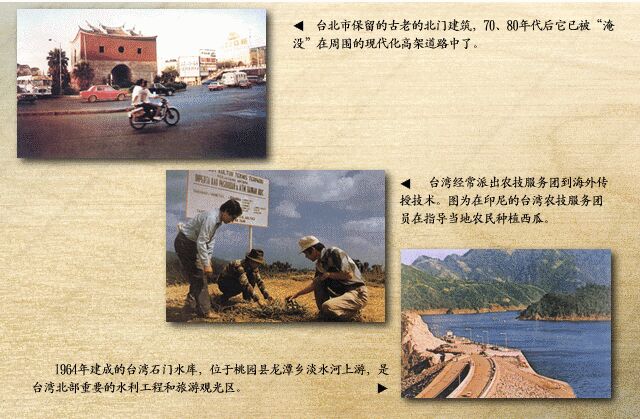 ◀ 台北市保留的古老的北门建筑，70、80年代后它已被“淹
没”在周围的现代化高架道路中了。
◀ 台湾经常派出农技服务团到海外传
授技术。图为在印尼的台湾农技服务团
员在指导当地农民种植西瓜。
1964年建成的台湾石门水库，位于桃园县龙潭乡淡水河上游，是
台湾北部重要的水利工程和旅游观光区。 ▶